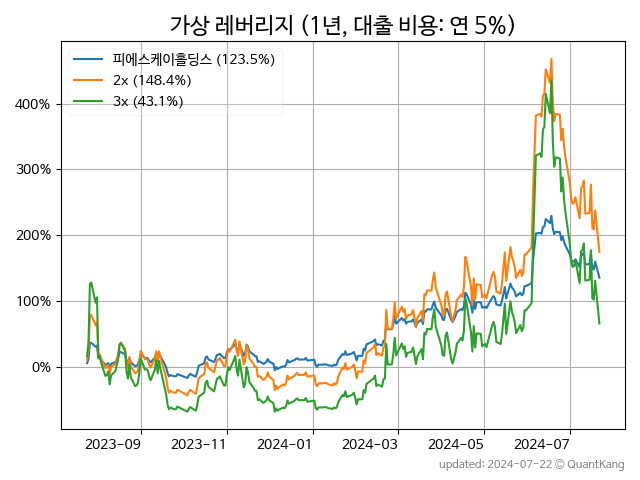 가상 레버리지 (1년, 대출 비용: 연 5%)
피에스케이홀딩스 (123.5%)
2x (148.4%)
3x (43.1%)
400%
300%
200%
100%
0%
2023-09 2023-11 2024-01 2024-03 2024-05 2024-07
updated: 2024-07-22 © QuantKang